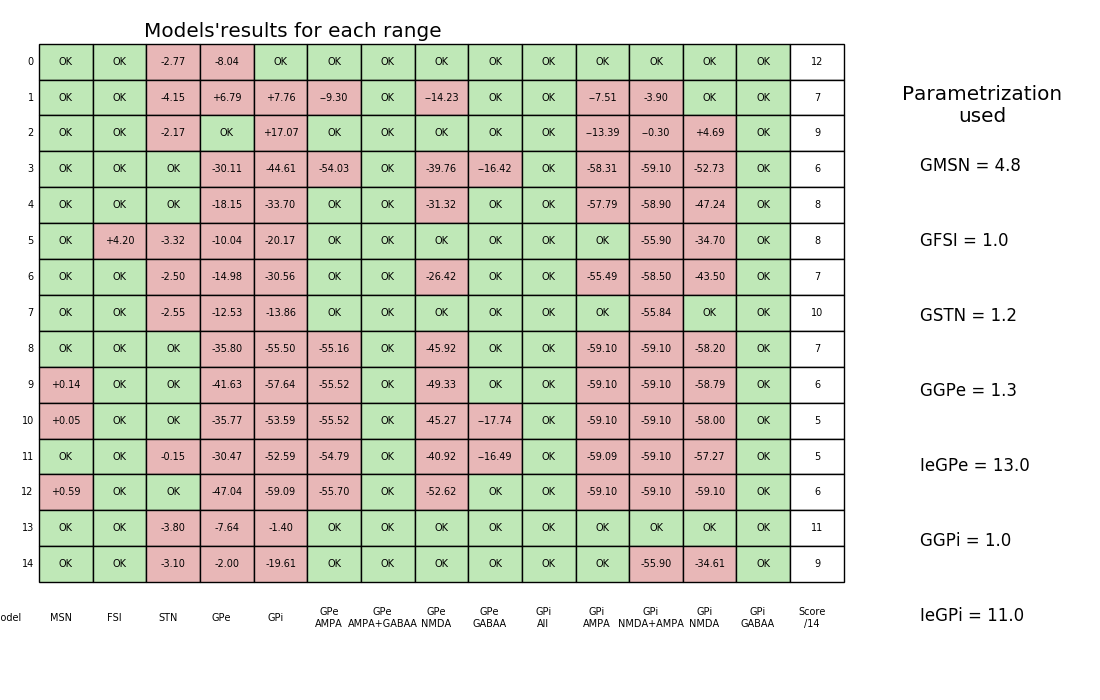 Models'results for each range
0 OK OK -2.77 -8.04 OK OK OK OK OK OK OK OK OK OK 12
1 OK OK -4.15 +6.79 +7.76 --9.30 OK --14.23 OK OK --7.51 -3.90 OK OK 7
2 OK OK -2.17 OK +17.07 OK OK OK OK OK --13.39 --0.30 +4.69 OK 9
3 OK OK OK -30.11 -44.61 -54.03 OK -39.76 --16.42 OK -58.31 -59.10 -52.73 OK 6
4 OK OK OK -18.15 -33.70 OK OK -31.32 OK OK -57.79 -58.90 -47.24 OK 8
5 OK +4.20 -3.32 -10.04 -20.17 OK OK OK OK OK OK -55.90 -34.70 OK 8
6 OK OK -2.50 -14.98 -30.56 OK OK -26.42 OK OK -55.49 -58.50 -43.50 OK 7
7 OK OK -2.55 -12.53 -13.86 OK OK OK OK OK OK -55.84 OK OK 10
8 OK OK OK -35.80 -55.50 -55.16 OK -45.92 OK OK -59.10 -59.10 -58.20 OK 7
9 +0.14 OK OK -41.63 -57.64 -55.52 OK -49.33 OK OK -59.10 -59.10 -58.79 OK 6
10 +0.05 OK OK -35.77 -53.59 -55.52 OK -45.27 --17.74 OK -59.10 -59.10 -58.00 OK 5
11 OK OK -0.15 -30.47 -52.59 -54.79 OK -40.92 --16.49 OK -59.09 -59.10 -57.27 OK 5
12 +0.59 OK OK -47.04 -59.09 -55.70 OK -52.62 OK OK -59.10 -59.10 -59.10 OK 6
13 OK OK -3.80 -7.64 -1.40 OK OK OK OK OK OK OK OK OK 11
14 OK OK -3.10 -2.00 -19.61 OK OK OK OK OK OK -55.90 -34.61 OK 9
odel MSN FSI STN GPe GPi GPe GPe GPe GPe GPi GPi GPi GPi GPi Score
AMPA AMPA+GABAA NMDA GABAA All AMPA NMDA+AMPA NMDA GABAA /14
Parametrization
used
GMSN = 4.8
GFSI = 1.0
GSTN = 1.2
GGPe = 1.3
IeGPe = 13.0
GGPi = 1.0
IeGPi = 11.0